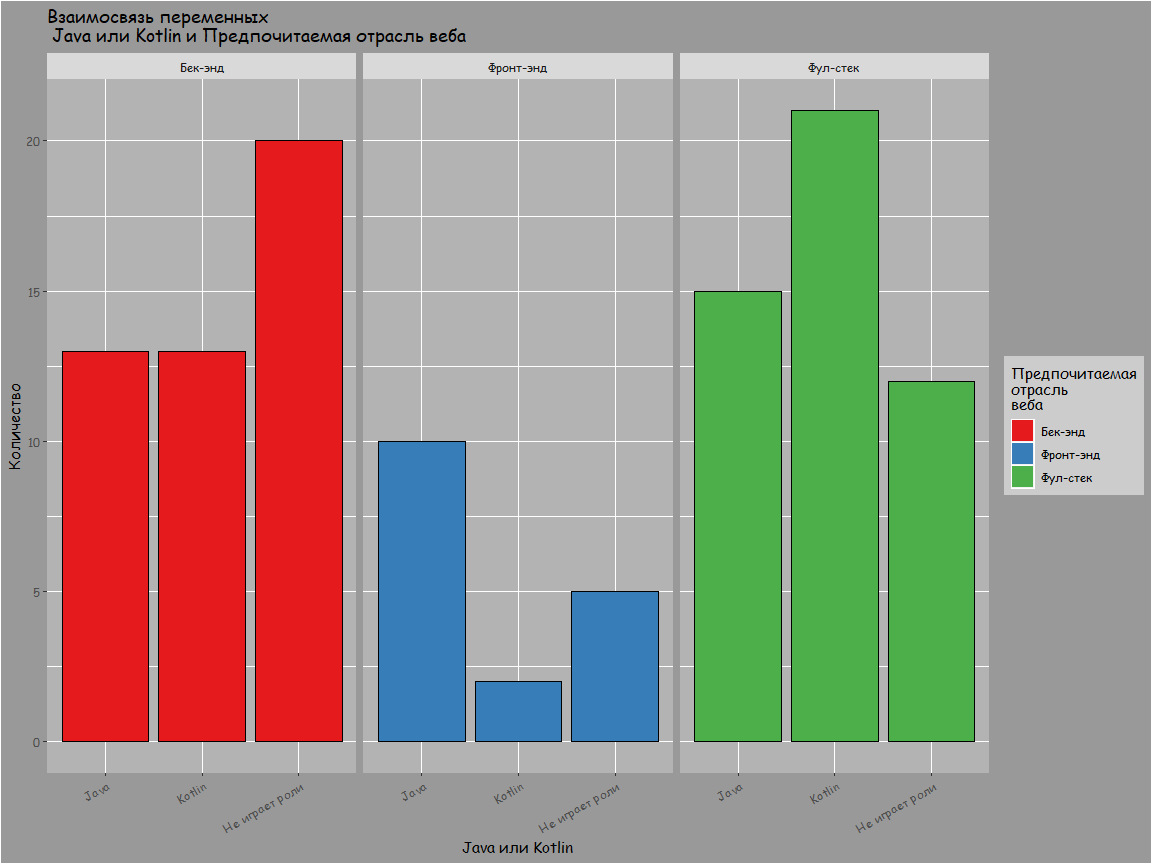 Взаимосвязь переменных
Java или Kotlin и Предпочитаемая отрасль веба
Бек-энд
Фронт-энд
Фул-стек
Количество
20
15
10
5
0
Java
Kotlin
Не играет роли
Java
Kotlin
Не играет роли
Java
Kotlin
Не играет роли
Java или Kotlin
Предпочитаемая
отрасль
веба
Бек-энд
Фронт-энд
Фул-стек